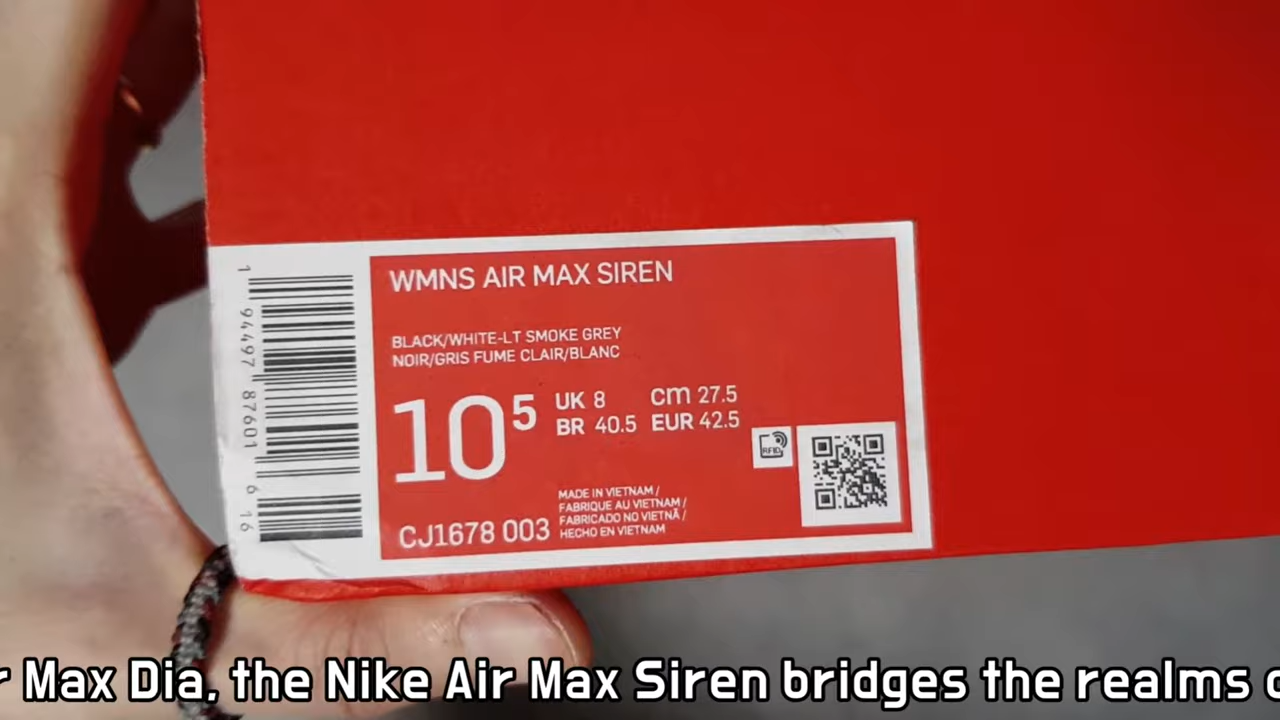 WMNS AIR MAX SIREN
BLACK/WHITE-LT SMOKE GREY
NOIR/GRIS FUME CLAIR/BLANC
10 5
UK 8 cm 27.5
BR 40.5 EUR 42.5
RFID
MADE IN VIETNAM /
FABRIQUE AU VIETNAM /
FABRICADO NO VIETNÃ /
HECHO EN VIETNAM
CJ1678 003
1 94497 87601 6 16
r Max Dia, the Nike Air Max Siren bridges the realms o